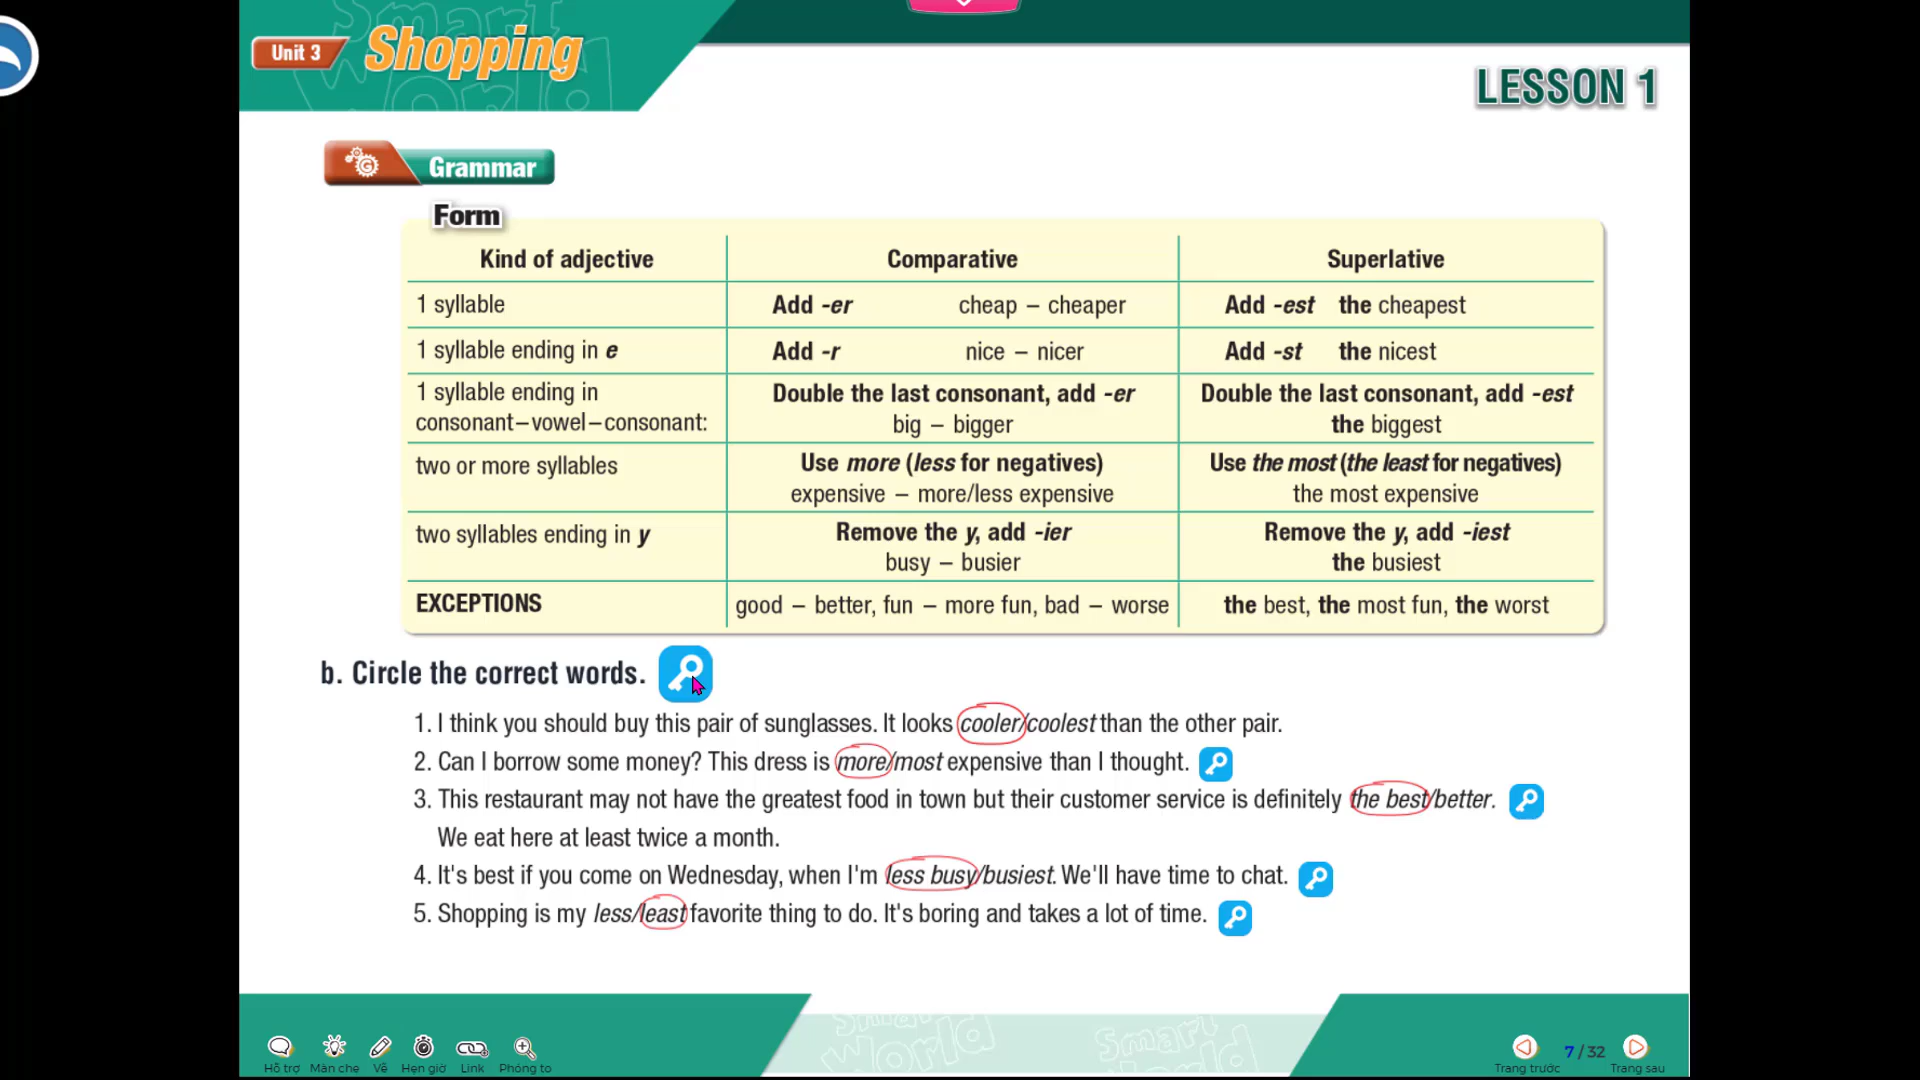 Unit 3
Shopping
LESSON 1
Grammar
Form
Kind of adjective Comparative Superlative
1 syllable Add -er cheap – cheaper Add -est the cheapest
1 syllable ending in e Add -r nice – nicer Add -st the nicest
1 syllable ending in Double the last consonant, add -er Double the last consonant, add -est
consonant–vowel–consonant: big – bigger the biggest
two or more syllables Use more (less for negatives) Use the most (the least for negatives)
expensive – more/less expensive the most expensive
two syllables ending in y Remove the y, add -ier Remove the y, add -iest
busy – busier the busiest
EXCEPTIONS good – better, fun – more fun, bad – worse the best, the most fun, the worst
b. Circle the correct words.
1. I think you should buy this pair of sunglasses. It looks cooler/coolest than the other pair.
2. Can I borrow some money? This dress is more/most expensive than I thought.
3. This restaurant may not have the greatest food in town but their customer service is definitely the best/better.
We eat here at least twice a month.
4. It's best if you come on Wednesday, when I'm less busy/busiest. We'll have time to chat.
5. Shopping is my less/least favorite thing to do. It's boring and takes a lot of time.
Smart World
Smart World Smart World
Hỗ trợ Màn che Vẽ Hẹn giờ Link Phóng to Trang trước 7 / 32 Trang sau